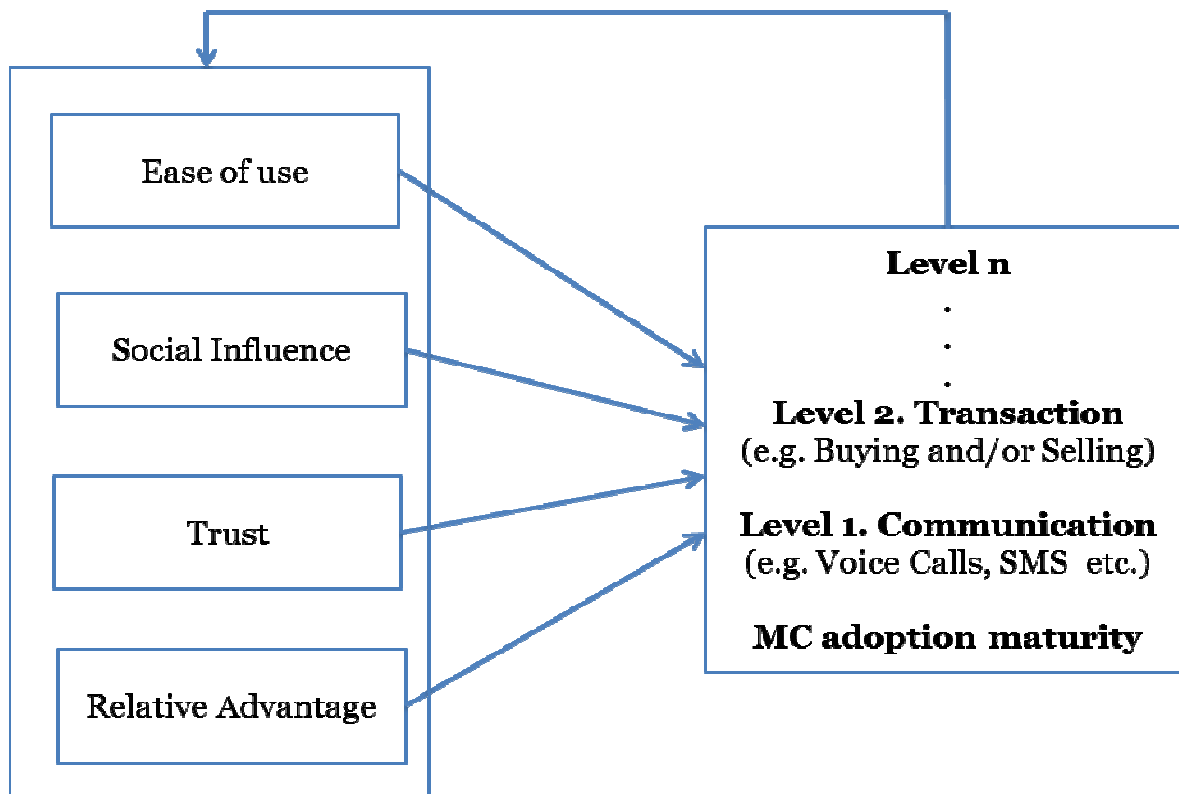 Ease of use
Social Influence
Trust
Relative Advantage
Level n
.
.
.
Level 2. Transaction
(e.g. Buying and/or Selling)
Level 1. Communication
(e.g. Voice Calls, SMS etc.)
MC adoption maturity